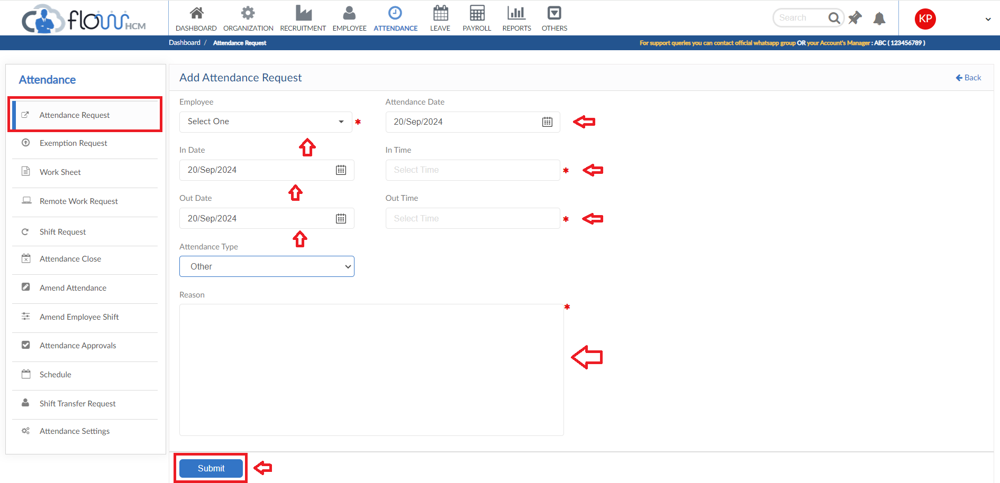 flowHCM
DASHBOARD ORGANIZATION RECRUITMENT EMPLOYEE ATTENDANCE LEAVE PAYROLL REPORTS OTHERS
Search
KP
Dashboard / Attendance Request
For support queries you can contact official whatsapp group OR your Account's Manager : ABC ( 123456789 )
Attendance
Attendance Request
Exemption Request
Work Sheet
Remote Work Request
Shift Request
Attendance Close
Amend Attendance
Amend Employee Shift
Attendance Approvals
Schedule
Shift Transfer Request
Attendance Settings
Add Attendance Request
Back
Employee
Attendance Date
Select One
*
20/Sep/2024
In Date
In Time
20/Sep/2024
Select Time
*
Out Date
Out Time
20/Sep/2024
Select Time
*
Attendance Type
Other
Reason
*
Submit